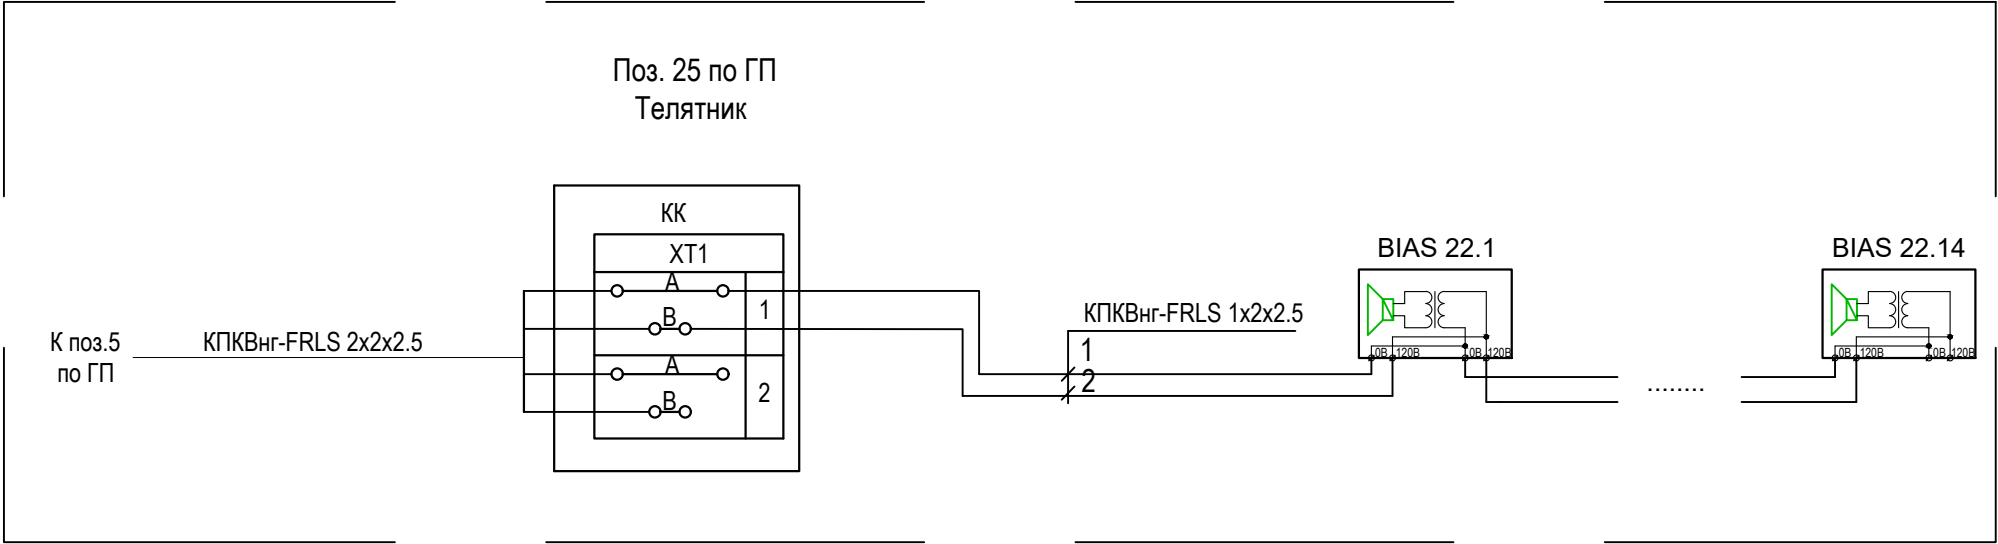 Поз. 25 по ГП
Телятник
КК
XT1
A
1
B
A
2
B
К поз.5
по ГП
КПКВнг-FRLS 2x2x2.5
КПКВнг-FRLS 1x2x2.5
1
2
BIAS 22.1
0В 120В 0В 120В
........
BIAS 22.14
0В 120В 0В 120В